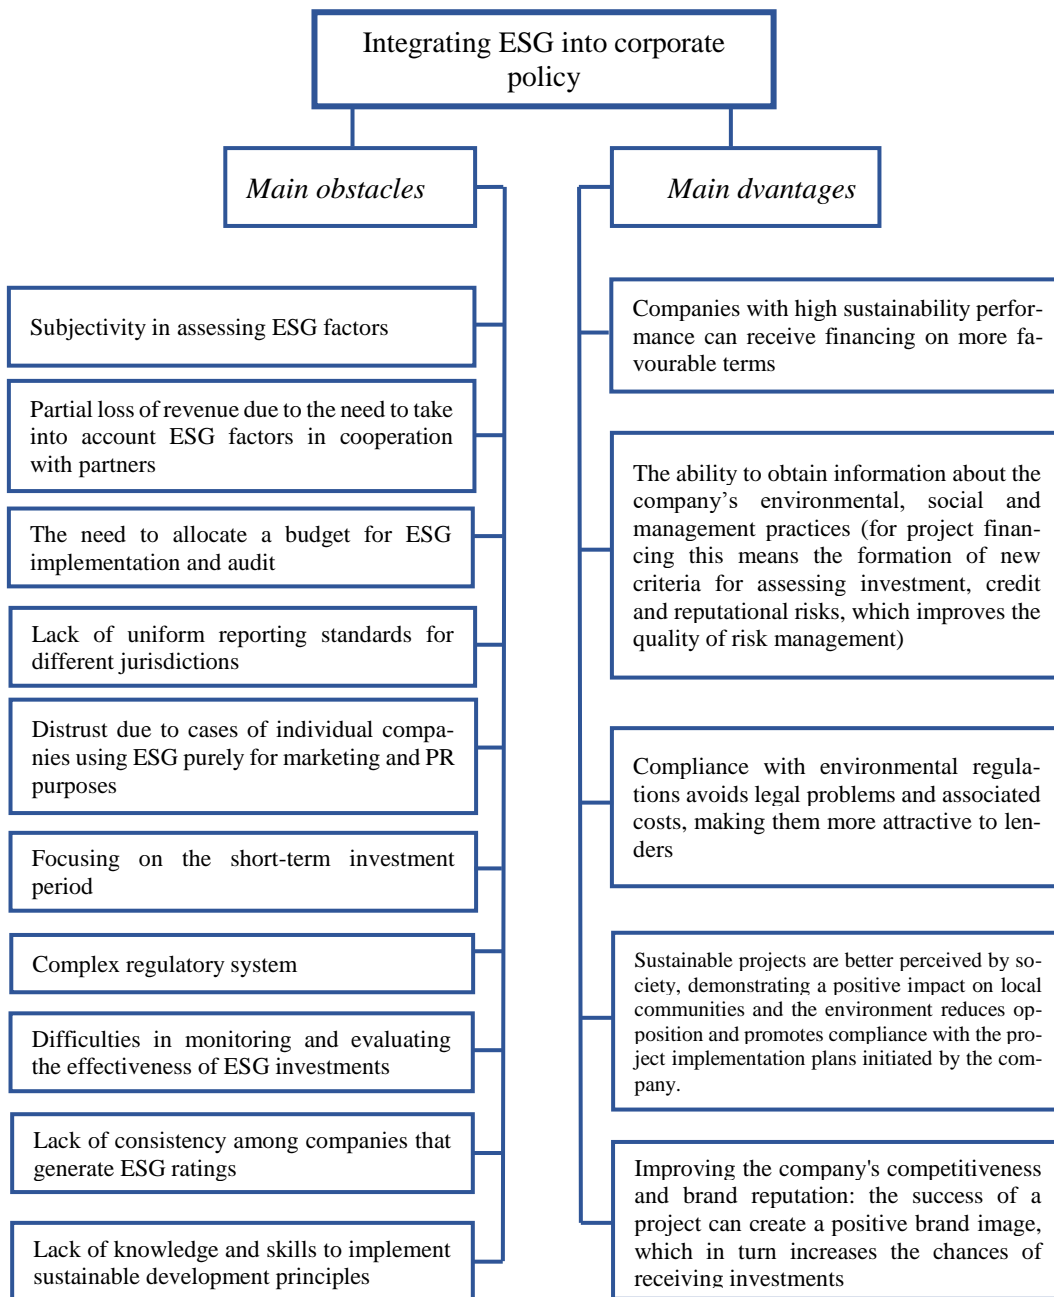 Integrating ESG into corporate
policy
Main obstacles
Main dvantages
Subjectivity in assessing ESG factors
Partial loss of revenue due to the need to take
into account ESG factors in cooperation
with partners
The need to allocate a budget for ESG
implementation and audit
Lack of uniform reporting standards for
different jurisdictions
Distrust due to cases of individual compa-
nies using ESG purely for marketing and PR
purposes
Focusing on the short-term investment
period
Complex regulatory system
Difficulties in monitoring and evaluating
the effectiveness of ESG investments
Lack of consistency among companies that
generate ESG ratings
Lack of knowledge and skills to implement
sustainable development principles
Companies with high sustainability perfor-
mance can receive financing on more fa-
vourable terms
The ability to obtain information about the
company’s environmental, social and
management practices (for project finan-
cing this means the formation of new
criteria for assessing investment, credit
and reputational risks, which improves the
quality of risk management)
Compliance with environmental regula-
tions avoids legal problems and associated
costs, making them more attractive to len-
ders
Sustainable projects are better perceived by so-
ciety, demonstrating a positive impact on local
communities and the environment reduces op-
position and promotes compliance with the pro-
ject implementation plans initiated by the com-
pany.
Improving the company's competitiveness
and brand reputation: the success of a
project can create a positive brand image,
which in turn increases the chances of
receiving investments